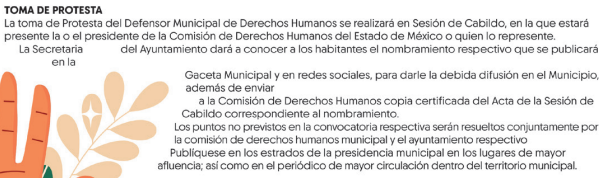 TOMA DE PROTESTA
La toma de Protesta del Defensor Municipal de Derechos Humanos se realizará en Sesión de Cabildo, en la que estará
presente la o el presidente de la Comisión de Derechos Humanos del Estado de México o quien lo represente.
La Secretaria del Ayuntamiento dará a conocer a los habitantes el nombramiento respectivo que se publicará
en la
Gaceta Municipal y en redes sociales, para darle la debida difusión en el Municipio,
además de enviar
a la Comisión de Derechos Humanos copia certificada del Acta de la Sesión de
Cabildo correspondiente al nombramiento.
Los puntos no previstos en la convocatoria respectiva serán resueltos conjuntamente por
la comisión de derechos humanos municipal y el ayuntamiento respectivo
Publíquese en los estrados de la presidencia municipal en los lugares de mayor
afluencia; así como en el periódico de mayor circulación dentro del territorio municipal.